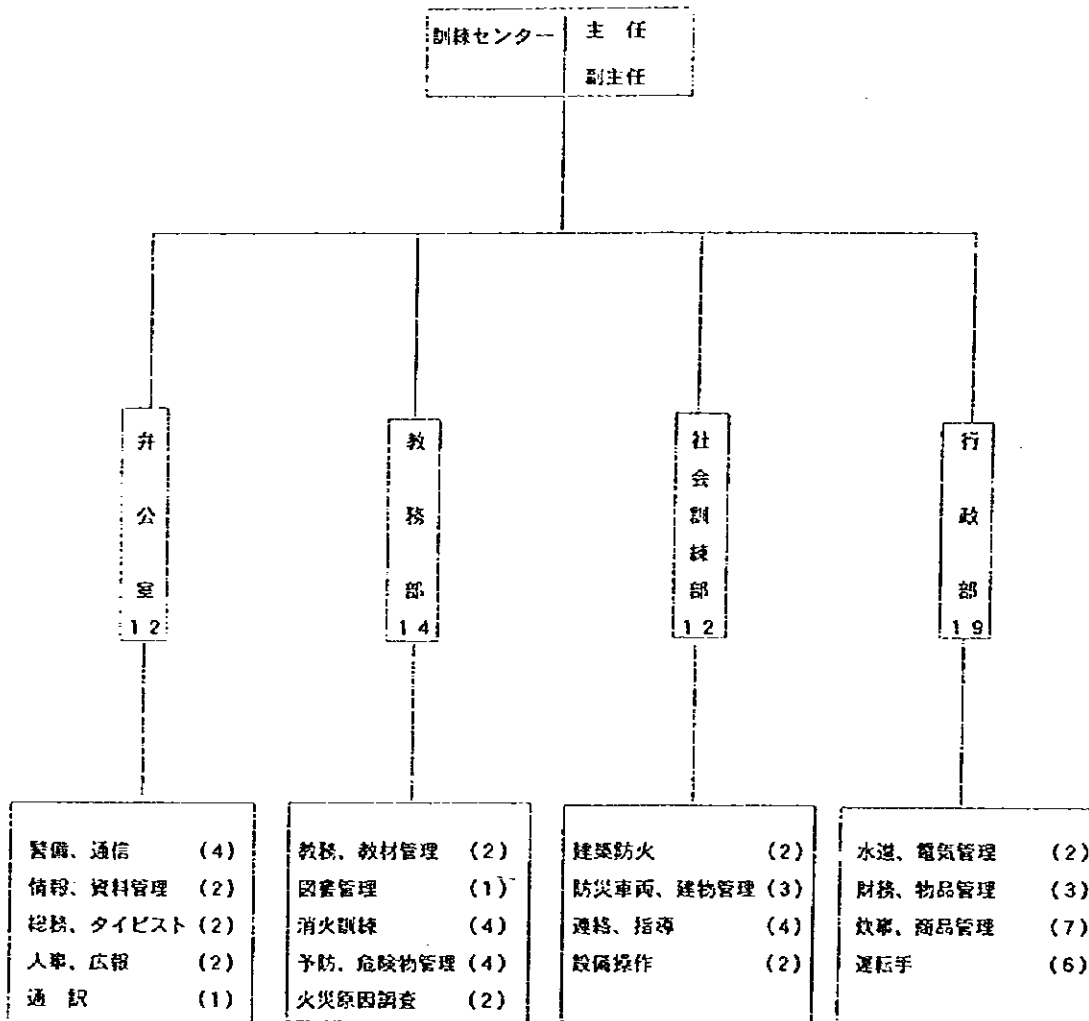 訓練センター 主 任
副主任
弁公室
12
教務部
14
社会訓練部
12
行政部
19
警備、通信 (4)
情報、資料管理 (2)
総務、タイピスト (2)
人事、広報 (2)
通 訳 (1)
教務、教材管理 (2)
図書管理 (1)
消火訓練 (4)
予防、危険物管理 (4)
火災原因調査 (2)
建築防火 (2)
防災車両、建物管理 (3)
連絡、指導 (4)
設備操作 (2)
水道、電気管理 (2)
財務、物品管理 (3)
炊事、商品管理 (7)
運転手 (6)